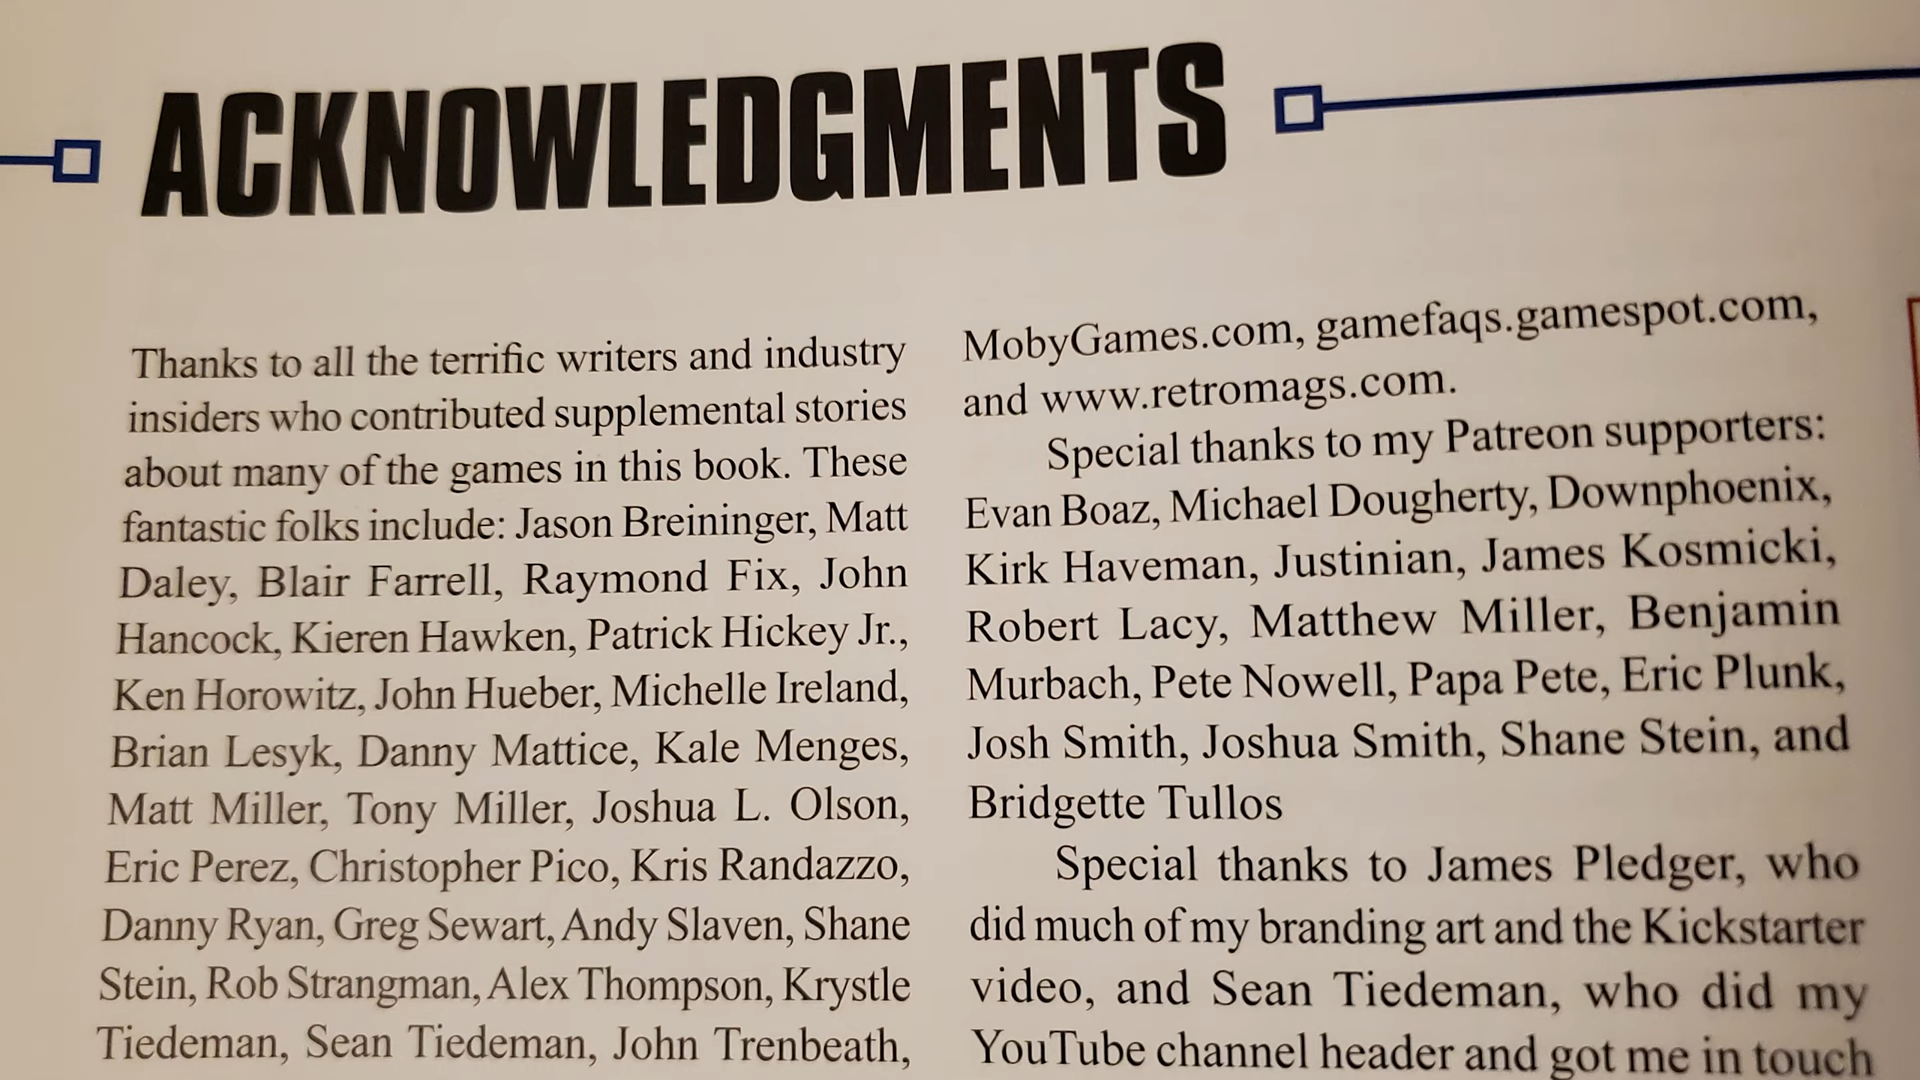 ACKNOWLEDGMENTS
Thanks to all the terrific writers and industry
insiders who contributed supplemental stories
about many of the games in this book. These
fantastic folks include: Jason Breininger, Matt
Daley, Blair Farrell, Raymond Fix, John
Hancock, Kieren Hawken, Patrick Hickey Jr.,
Ken Horowitz, John Hueber, Michelle Ireland,
Brian Lesyk, Danny Mattice, Kale Menges,
Matt Miller, Tony Miller, Joshua L. Olson,
Eric Perez, Christopher Pico, Kris Randazzo,
Danny Ryan, Greg Sewart, Andy Slaven, Shane
Stein, Rob Strangman, Alex Thompson, Krystle
Tiedeman, Sean Tiedeman, John Trenbeath,
MobyGames.com, gamefaqs.gamespot.com,
and www.retromags.com.
Special thanks to my Patreon supporters:
Evan Boaz, Michael Dougherty, Downphoenix,
Kirk Haveman, Justinian, James Kosmicki,
Robert Lacy, Matthew Miller, Benjamin
Murbach, Pete Nowell, Papa Pete, Eric Plunk,
Josh Smith, Joshua Smith, Shane Stein, and
Bridgette Tullos
Special thanks to James Pledger, who
did much of my branding art and the Kickstarter
video, and Sean Tiedeman, who did my
YouTube channel header and got me in touch